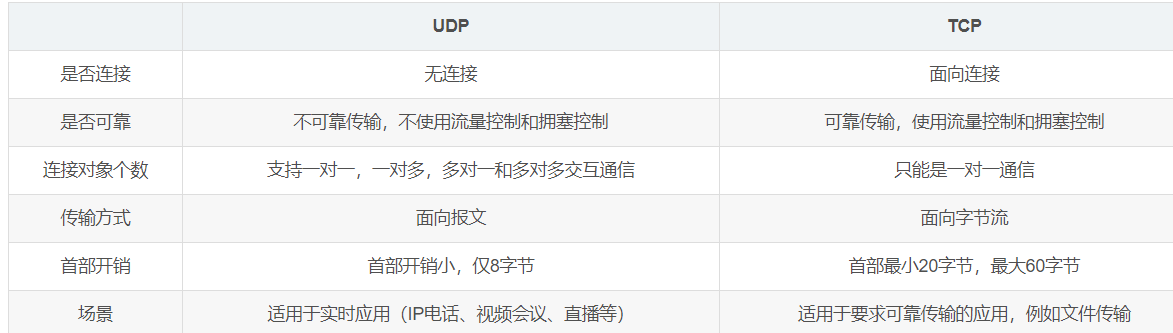 UDP TCP
是否连接 无连接 面向连接
是否可靠 不可靠传输，不使用流量控制和拥塞控制 可靠传输，使用流量控制和拥塞控制
连接对象个数 支持一对一，一对多，多对一和多对多交互通信 只能是一对一通信
传输方式 面向报文 面向字节流
首部开销 首部开销小，仅8字节 首部最小20字节，最大60字节
场景 适用于实时应用（IP电话、视频会议、直播等） 适用于要求可靠传输的应用，例如文件传输